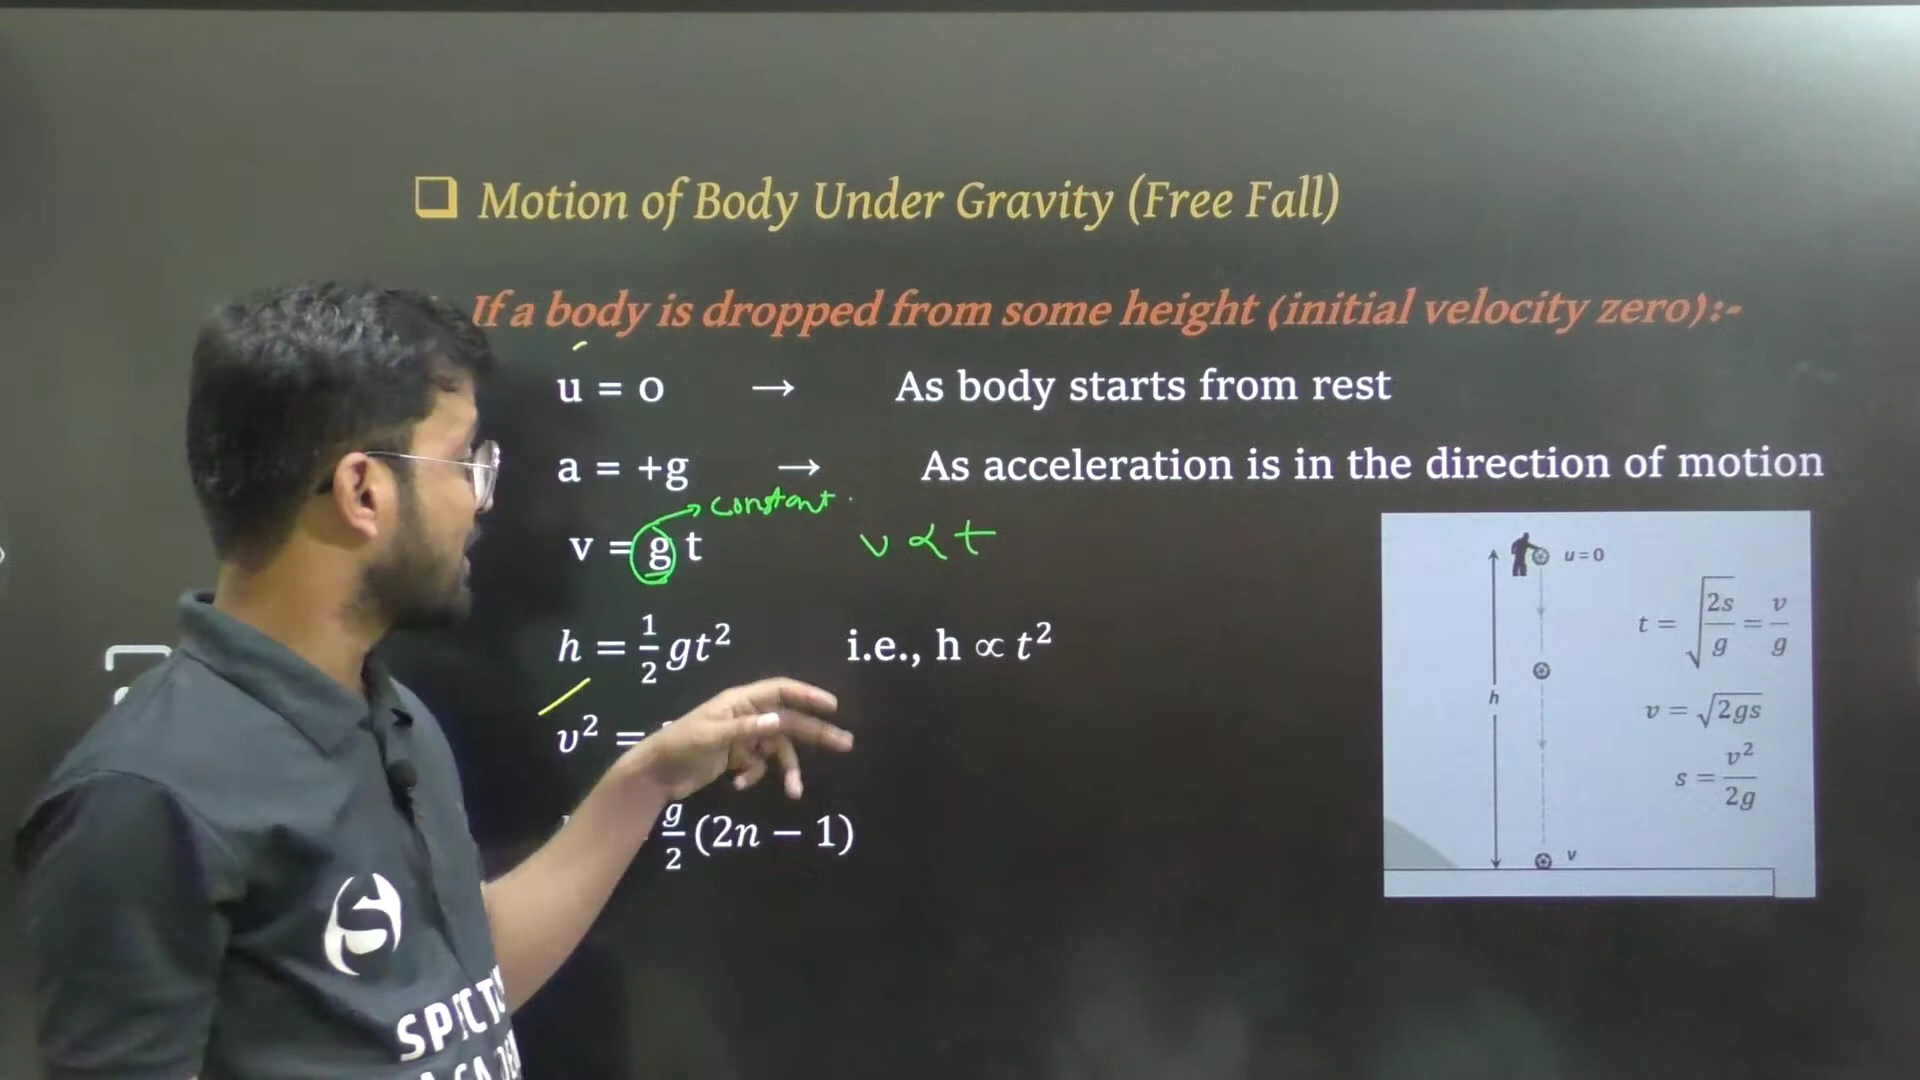 ❑ Motion of Body Under Gravity (Free Fall)
If a body is dropped from some height (initial velocity zero):-
u = 0 → As body starts from rest
a = +g → As acceleration is in the direction of motion
→ constant.
v = g t v ∝ t
h = 1/2 gt² i.e., h ∝ t²
υ² =
g/2 (2n − 1)
u=0
t = √(2s/g) = v/g
h
v = √2gs
s = v²/2g
v